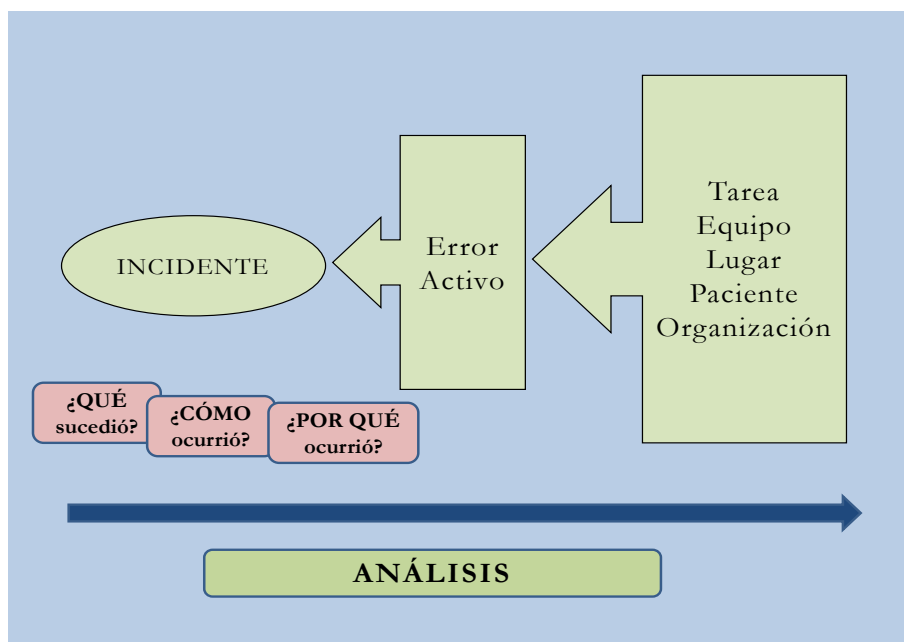 INCIDENTE
Error
Activo
Tarea
Equipo
Lugar
Paciente
Organización
¿QUÉ
sucedió?
¿CÓMO
ocurrió?
¿POR QUÉ
ocurrió?
ANÁLISIS